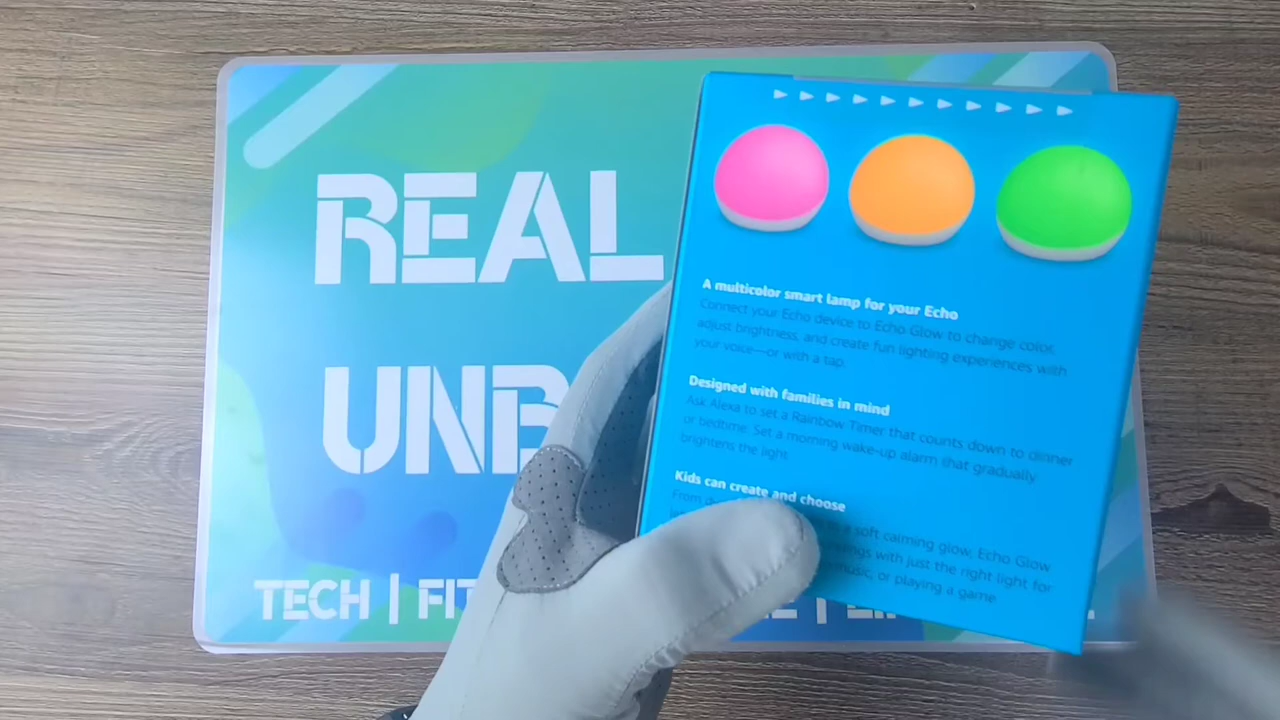 REAL
UNB
TECH | FIT
A multicolor smart lamp for your Echo
Connect your Echo device to Echo Glow to change color,
adjust brightness, and create fun lighting experiences with
your voice—or with a tap.
Designed with families in mind
Ask Alexa to set a Rainbow Timer that counts down to dinner
or bedtime. Set a morning wake-up alarm that gradually
brightens the light.
Kids can create and choose
From soft calming glow, Echo Glow
with just the right light for
music, or playing a game.